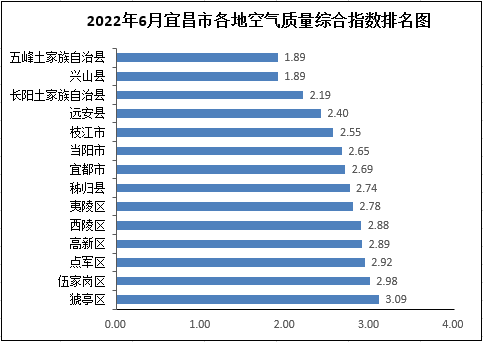 2022年6月宜昌市各地空气质量综合指数排名图
五峰土家族自治县 1.89
兴山县 1.89
长阳土家族自治县 2.19
远安县 2.40
枝江市 2.55
当阳市 2.65
宜都市 2.69
秭归县 2.74
夷陵区 2.78
西陵区 2.88
高新区 2.89
点军区 2.92
伍家岗区 2.98
猇亭区 3.09
0.00 1.00 2.00 3.00 4.00